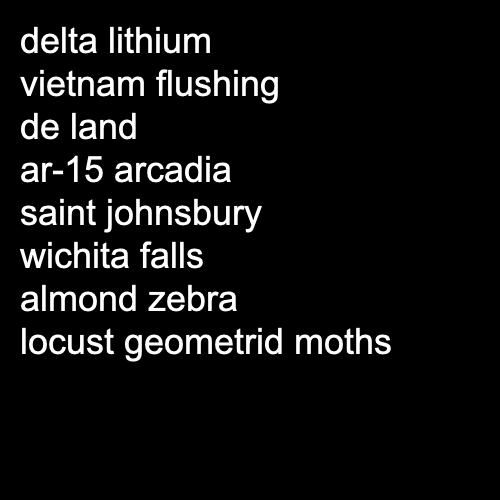 delta lithium
vietnam flushing
de land
ar-15 arcadia
saint johnsbury
wichita falls
almond zebra
locust geometrid moths